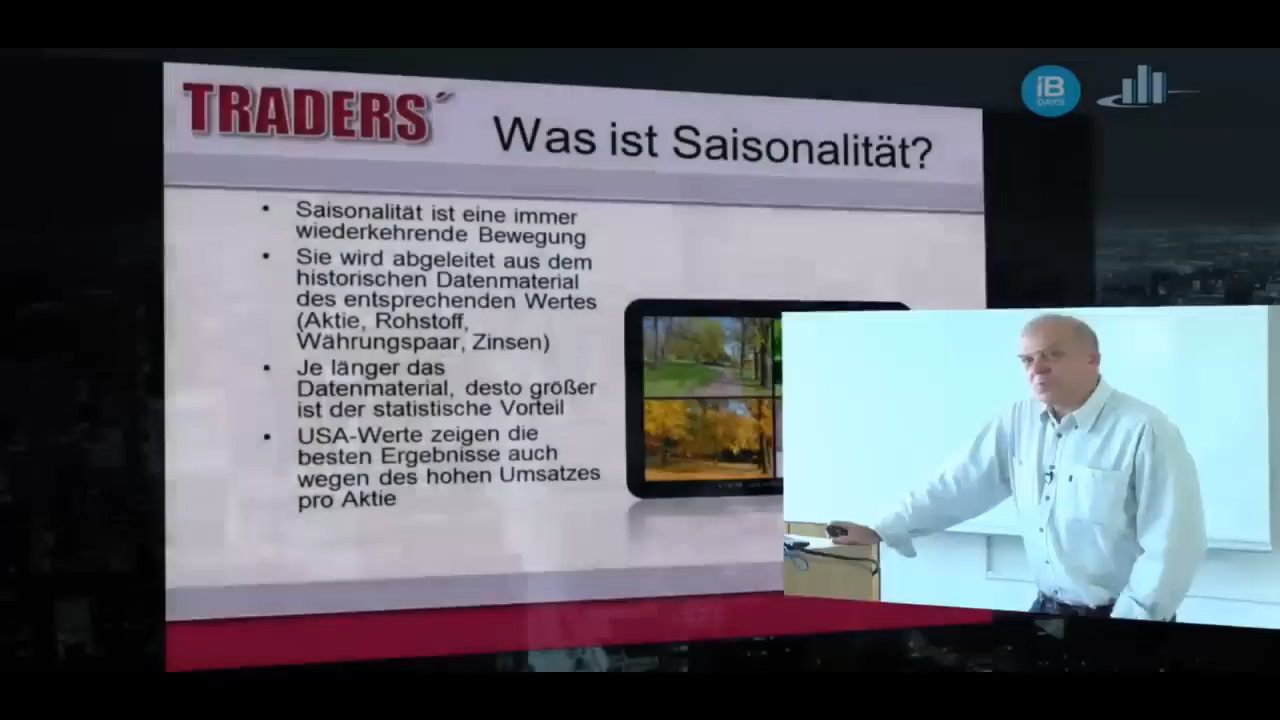 TRADERS´
Was ist Saisonalität?
• Saisonalität ist eine immer
wiederkehrende Bewegung
• Sie wird abgeleitet aus dem
historischen Datenmaterial
des entsprechenden Wertes
(Aktie, Rohstoff,
Währungspaar, Zinsen)
• Je länger das
Datenmaterial, desto größer
ist der statistische Vorteil
• USA-Werte zeigen die
besten Ergebnisse auch
wegen des hohen Umsatzes
pro Aktie
iB
DAYS